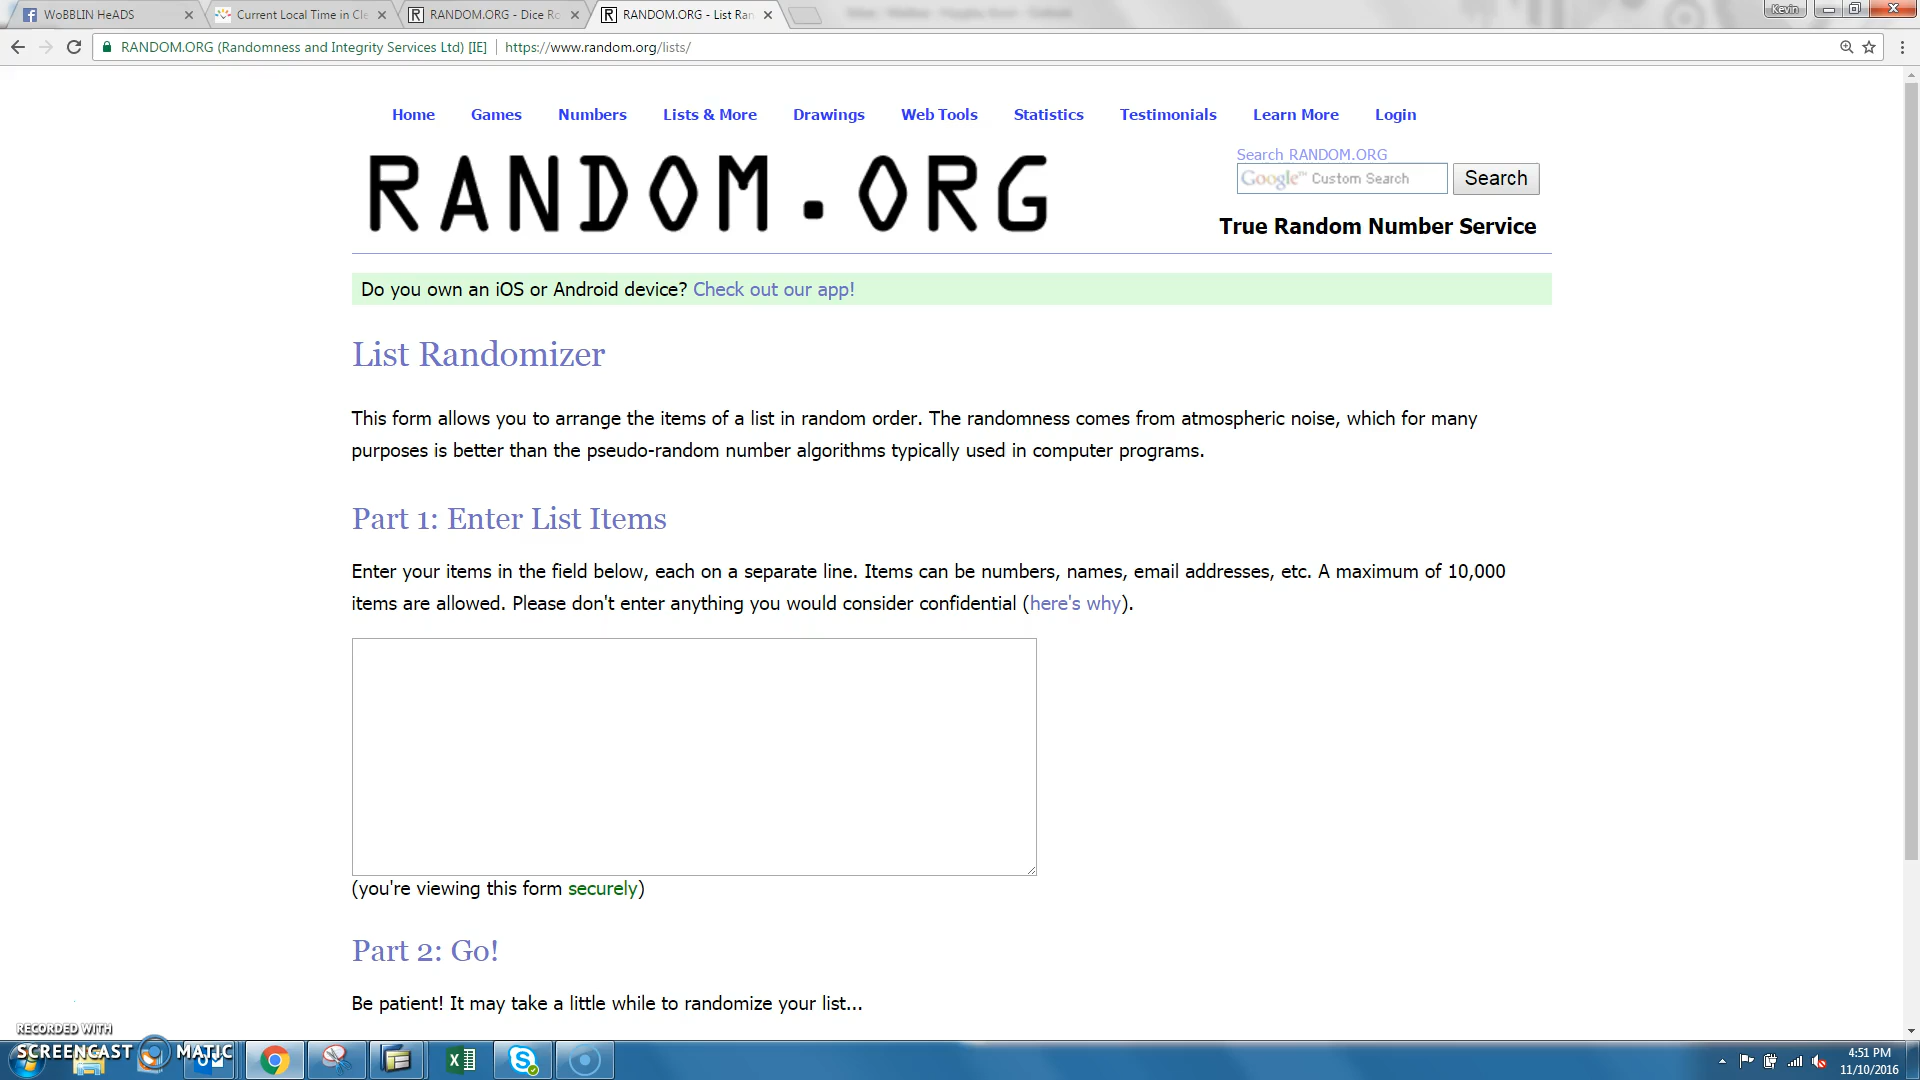 WoBBLIN HeADS
Current Local Time in Cle
RANDOM.ORG - Dice Ro
RANDOM.ORG - List Ran
Kevin
RANDOM.ORG (Randomness and Integrity Services Ltd) [IE]
https://www.random.org/lists/
Home Games Numbers Lists & More Drawings Web Tools Statistics Testimonials Learn More Login
RANDOM.ORG
Search RANDOM.ORG
Google™ Custom Search
Search
True Random Number Service
Do you own an iOS or Android device? Check out our app!
List Randomizer
This form allows you to arrange the items of a list in random order. The randomness comes from atmospheric noise, which for many
purposes is better than the pseudo-random number algorithms typically used in computer programs.
Part 1: Enter List Items
Enter your items in the field below, each on a separate line. Items can be numbers, names, email addresses, etc. A maximum of 10,000
items are allowed. Please don't enter anything you would consider confidential (here's why).
(you're viewing this form securely)
Part 2: Go!
Be patient! It may take a little while to randomize your list...
RECORDED WITH
SCREENCAST MATIC
4:51 PM
11/10/2016